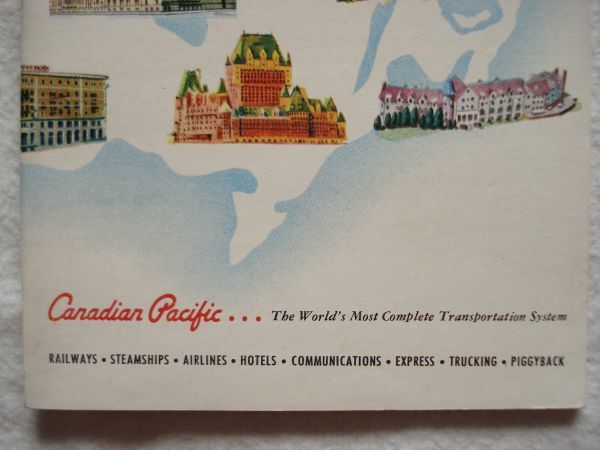 Canadian Pacific... The World's Most Complete Transportation System
RAILWAYS • STEAMSHIPS • AIRLINES • HOTELS • COMMUNICATIONS • EXPRESS • TRUCKING • PIGGYBACK